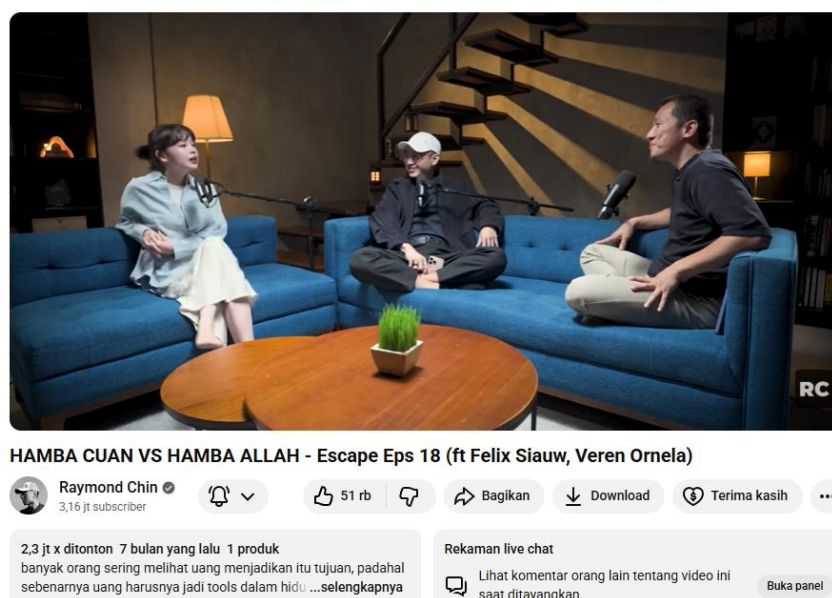 RC
HAMBA CUAN VS HAMBA ALLAH - Escape Eps 18 (ft Felix Siauw, Veren Ornela)
Raymond Chin
3,16 jt subscriber
51 rb
Bagikan
Download
Terima kasih
2,3 jt x ditonton 7 bulan yang lalu 1 produk
banyak orang sering melihat uang menjadikan itu tujuan, padahal
sebenarnya uang harusnya jadi tools dalam hidu ...selengkapnya
Rekaman live chat
Lihat komentar orang lain tentang video ini
saat ditayangkan.
Buka panel